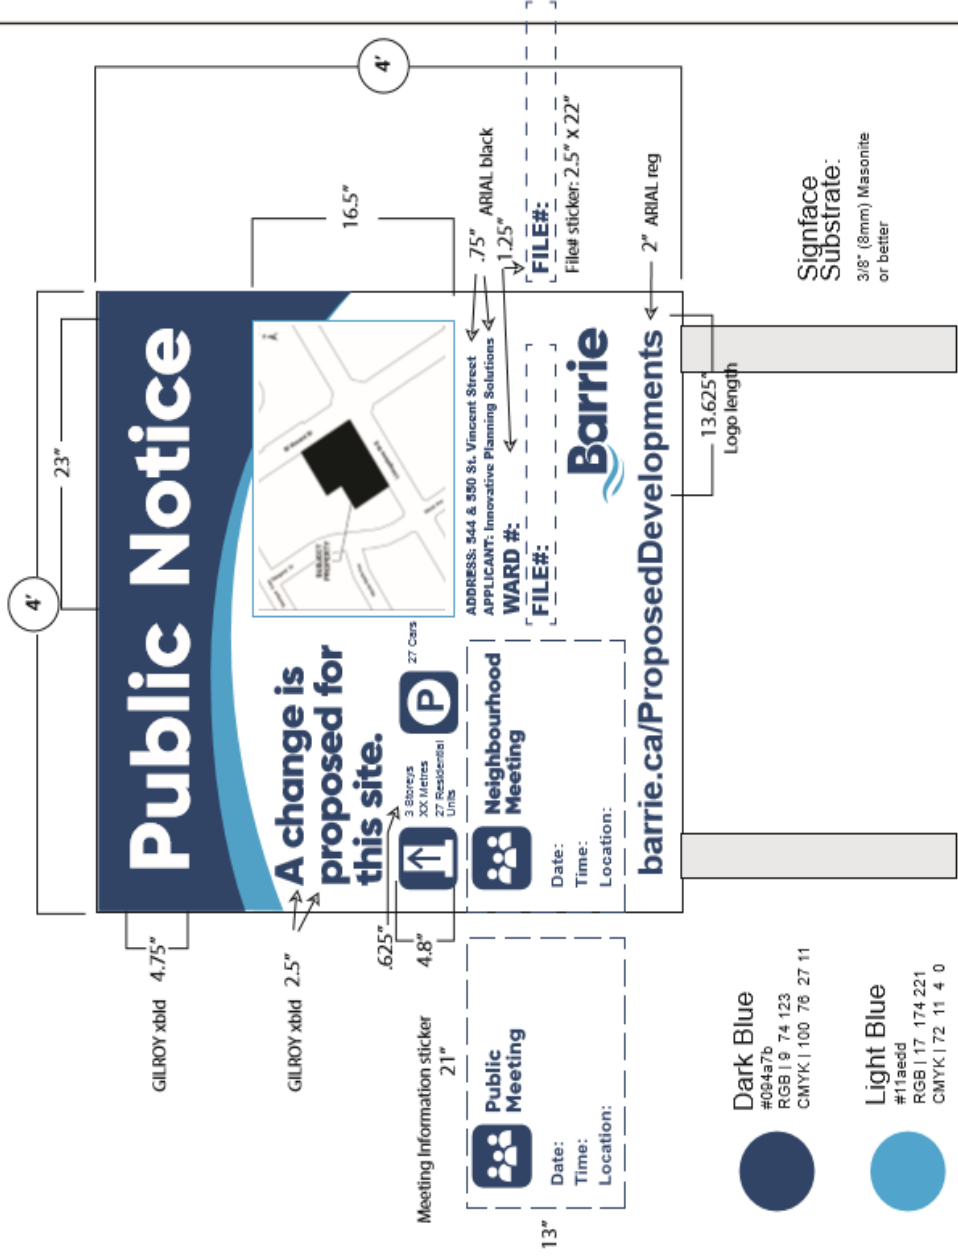 4'
23"
4'
Public Notice
GILROY xbld 4.75"
A change is
proposed for
this site.
GILROY xbld 2.5"
16.5"
SUBJECT
PROPERTY
.625"
4.8"
3 Storeys
XX Metres
27 Residential
Units
P
27 Cars
ADDRESS: 544 & 550 St. Vincent Street
APPLICANT: Innovative Planning Solutions
WARD #:
FILE#:
.75"
ARIAL black
1.25"
FILE#:
File# sticker: 2.5" x 22"
Meeting Information sticker
21"
13"
Public
Meeting
Date:
Time:
Location:
Neighbourhood
Meeting
Date:
Time:
Location:
Barrie
barrie.ca/ProposedDevelopments
2" ARIAL reg
13.625"
Logo length
Dark Blue
#094a7b
RGB | 9 74 123
CMYK | 100 76 27 11
Light Blue
#11aedd
RGB | 17 174 221
CMYK | 72 11 4 0
Signface
Substrate:
3/8" (8mm) Masonite
or better